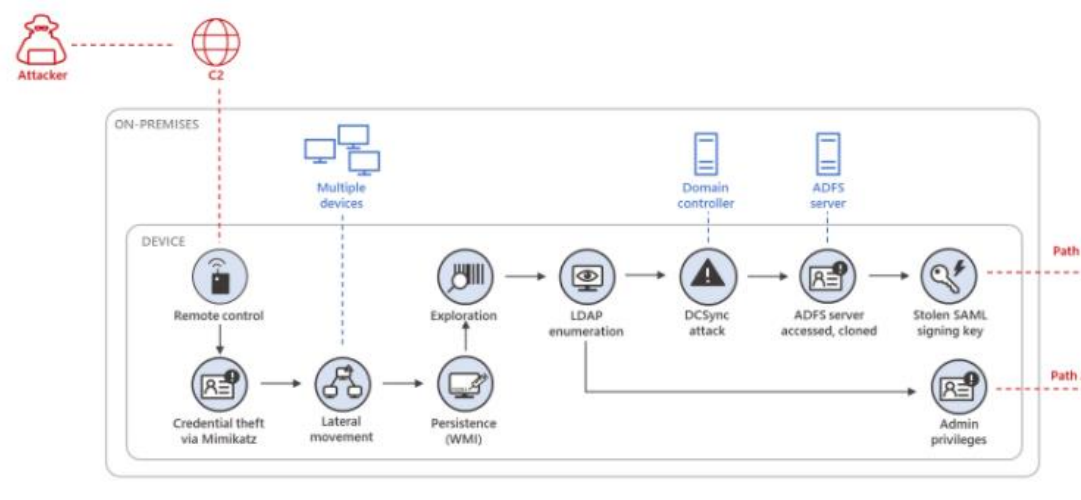 Attacker
C2
ON-PREMISES
Multiple
devices
Domain
controller
ADFS
server
DEVICE
Path
Remote control
Exploration
LDAP
enumeration
DCSync
attack
ADFS server
accessed, cloned
Stolen SAML
signing key
Path
Credential theft
via Mimikatz
Lateral
movement
Persistence
(WMI)
Admin
privileges